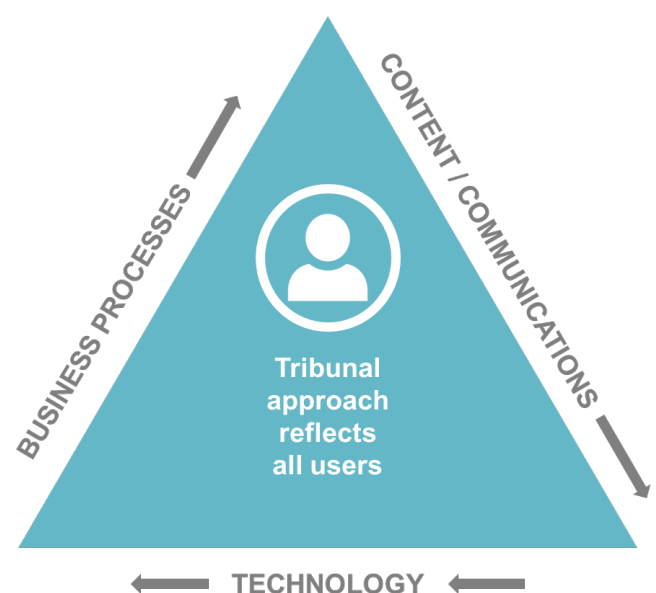 BUSINESS PROCESSES
CONTENT / COMMUNICATIONS
Tribunal
approach
reflects
all users
TECHNOLOGY